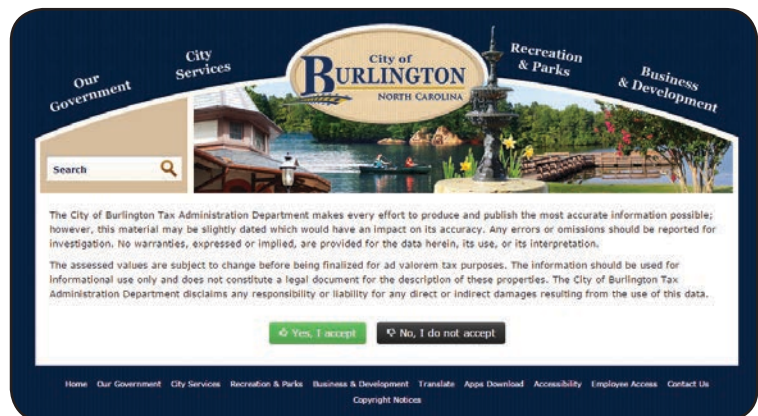 Our
Government
City
Services
City of
BURLINGTON
NORTH CAROLINA
Recreation
& Parks
Business
& Development
Search
The City of Burlington Tax Administration Department makes every effort to produce and publish the most accurate information possible;
however, this material may be slightly dated which would have an impact on its accuracy. Any errors or omissions should be reported for
investigation. No warranties, expressed or implied, are provided for the data herein, its use, or its interpretation.
The assessed values are subject to change before being finalized for ad valorem tax purposes. The information should be used for
informational use only and does not constitute a legal document for the description of these properties. The City of Burlington Tax
Administration Department disclaims any responsibility or liability for any direct or indirect damages resulting from the use of this data.
Yes, I accept No, I do not accept
Home Our Government City Services Recreation & Parks Business & Development Translate Apps Download Accessibility Employee Access Contact Us
Copyright Notices